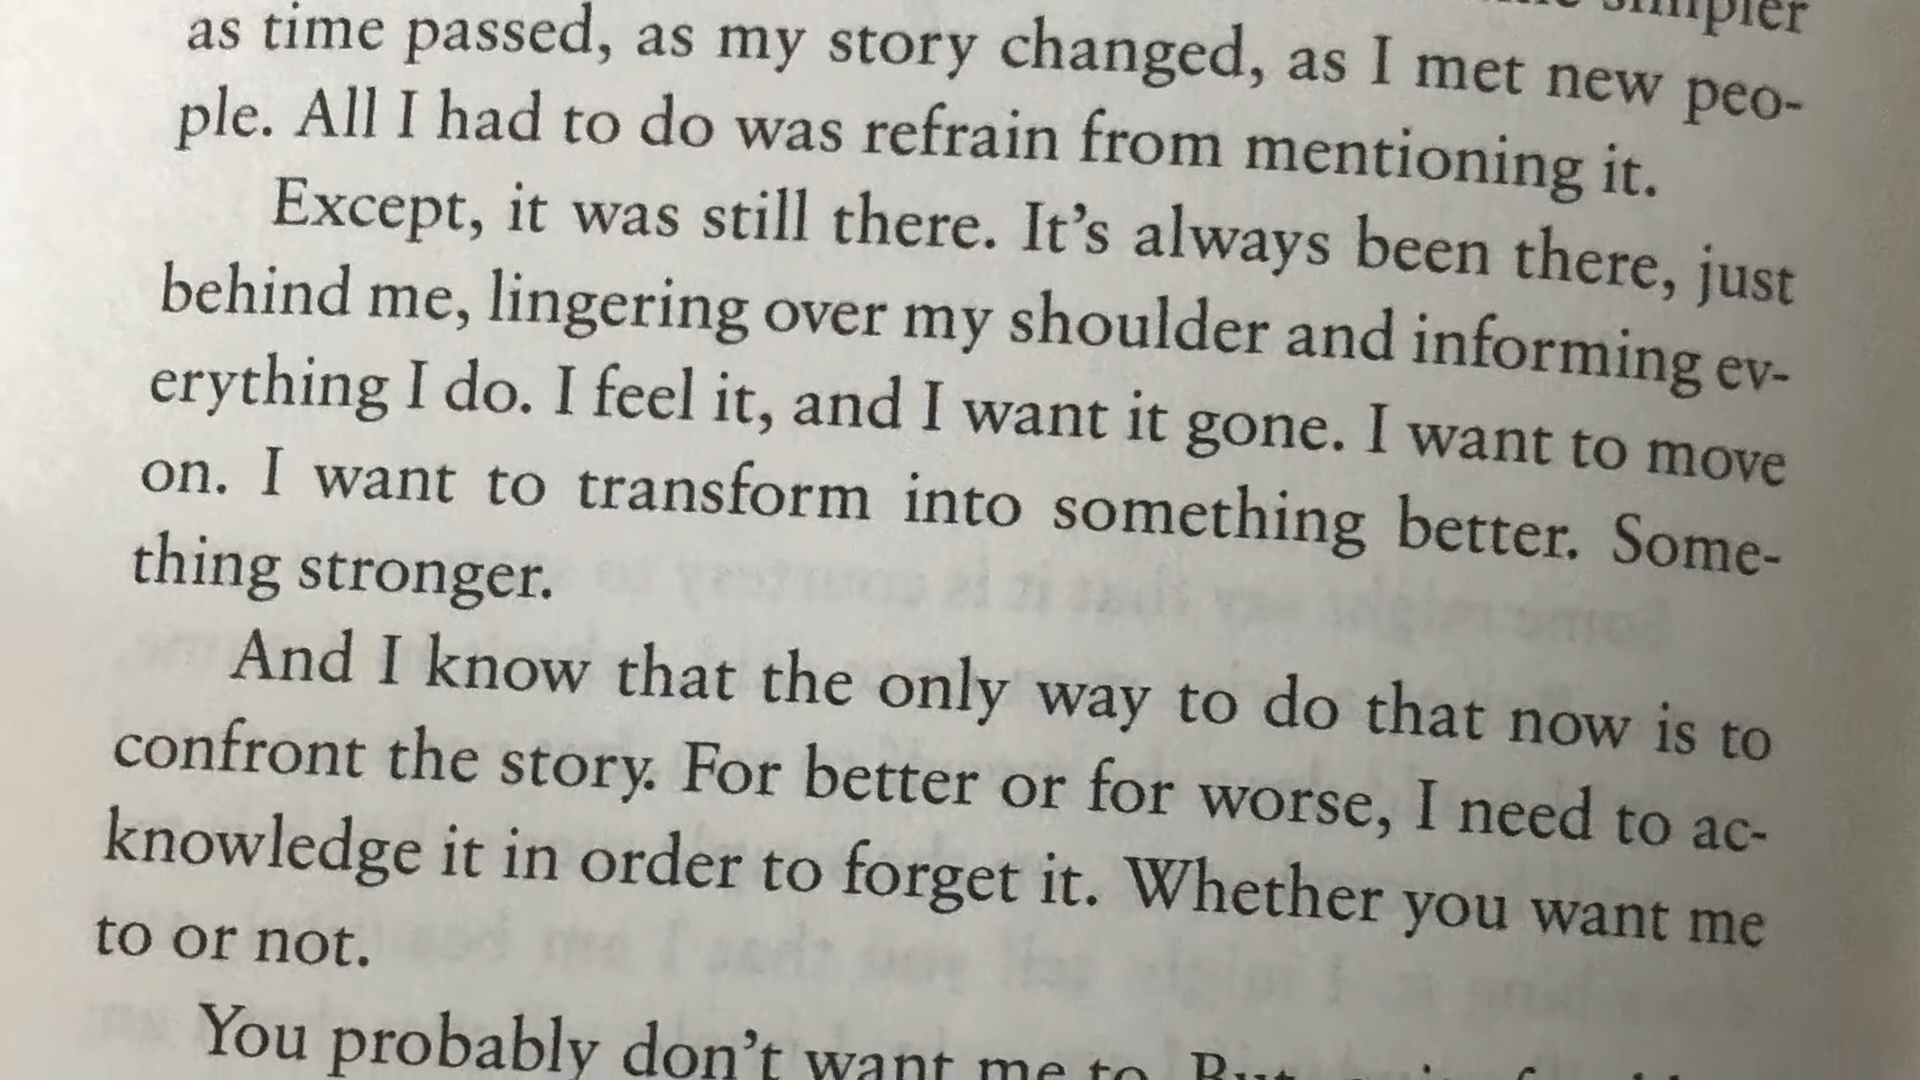 simpler
as time passed, as my story changed, as I met new peo-
ple. All I had to do was refrain from mentioning it.
Except, it was still there. It's always been there, just
behind me, lingering over my shoulder and informing ev-
erything I do. I feel it, and I want it gone. I want to move
on. I want to transform into something better. Some-
thing stronger.
And I know that the only way to do that now is to
confront the story. For better or for worse, I need to ac-
knowledge it in order to forget it. Whether you want me
to or not.
You probably don't want me to. But